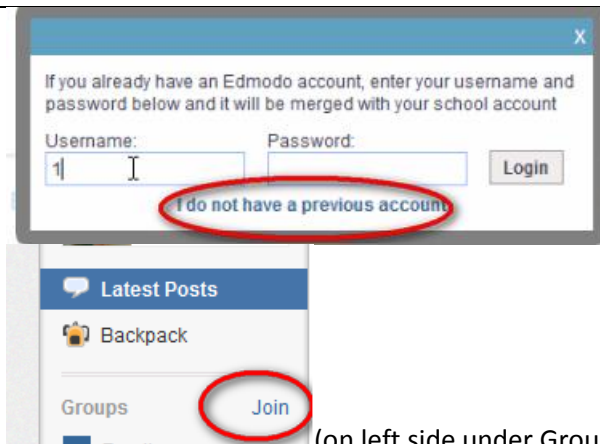 X
If you already have an Edmodo account, enter your username and
password below and it will be merged with your school account
Username: Password:
1 Login
I do not have a previous account
Latest Posts
Backpack
Groups Join
(on left side under